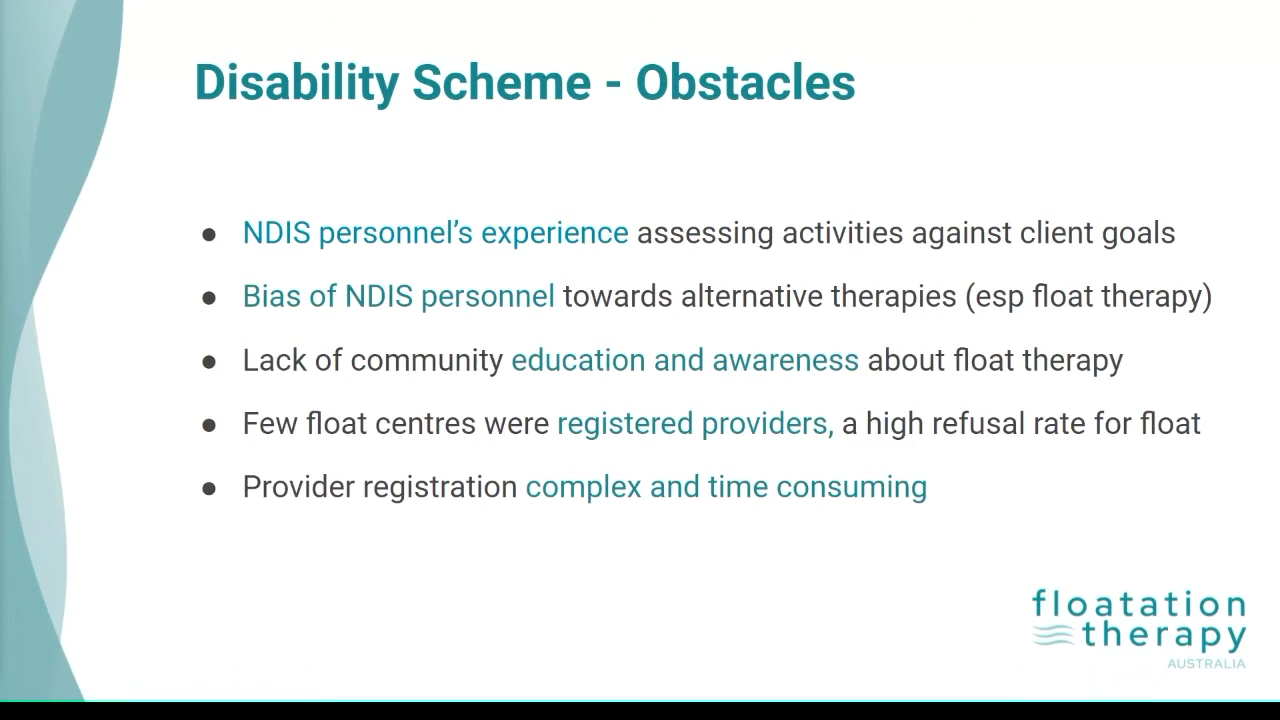 Disability Scheme - Obstacles
● NDIS personnel’s experience assessing activities against client goals
● Bias of NDIS personnel towards alternative therapies (esp float therapy)
● Lack of community education and awareness about float therapy
● Few float centres were registered providers, a high refusal rate for float
● Provider registration complex and time consuming
floatation
therapy
AUSTRALIA